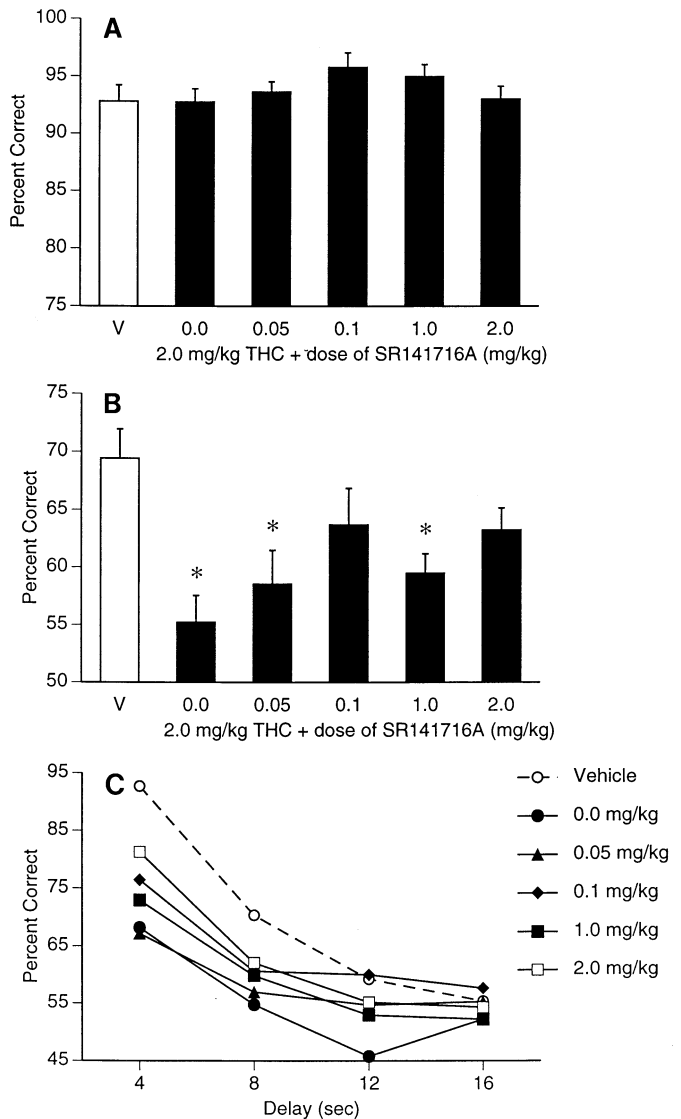 A
100
95
90
85
80
75
Percent Correct
V 0.0 0.05 0.1 1.0 2.0
2.0 mg/kg THC + dose of SR141716A (mg/kg)
B
75
70
65
60
55
50
Percent Correct
* * *
V 0.0 0.05 0.1 1.0 2.0
2.0 mg/kg THC + dose of SR141716A (mg/kg)
C
95
85
75
65
55
45
Percent Correct
4 8 12 16
Delay (sec)
Vehicle
0.0 mg/kg
0.05 mg/kg
0.1 mg/kg
1.0 mg/kg
2.0 mg/kg